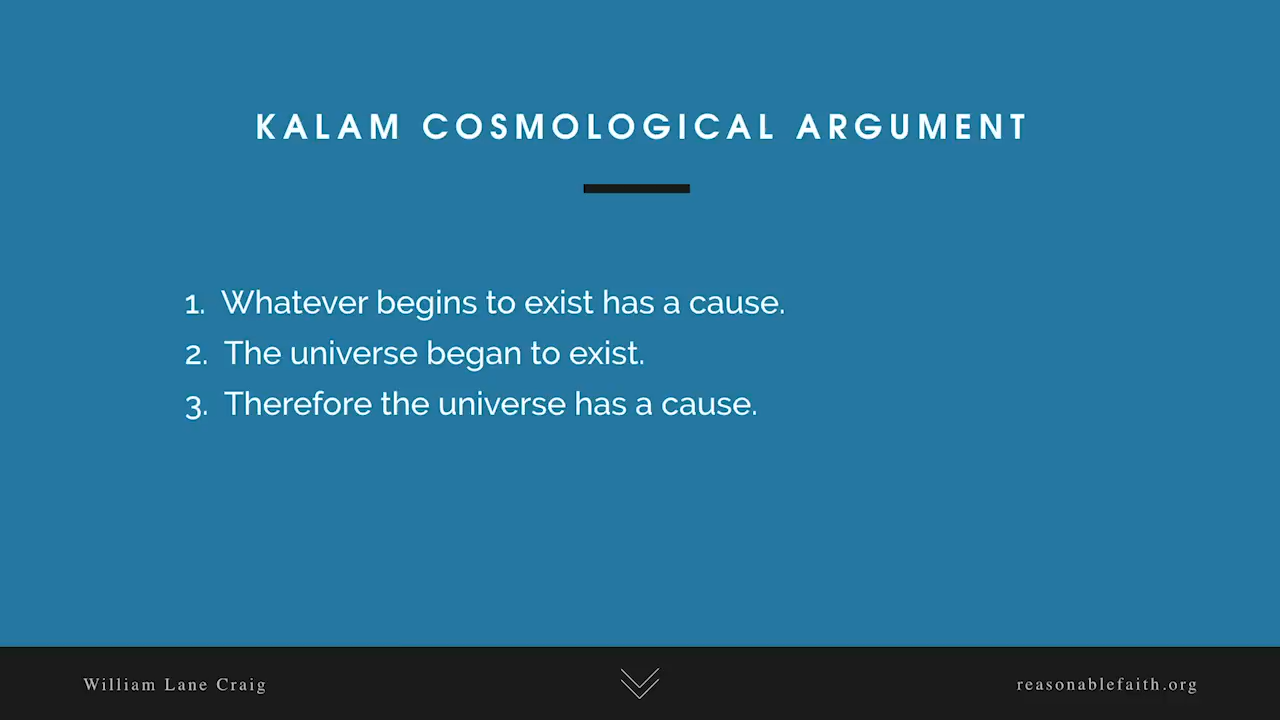 KALAM COSMOLOGICAL ARGUMENT
1. Whatever begins to exist has a cause.
2. The universe began to exist.
3. Therefore the universe has a cause.
William Lane Craig
reasonablefaith.org